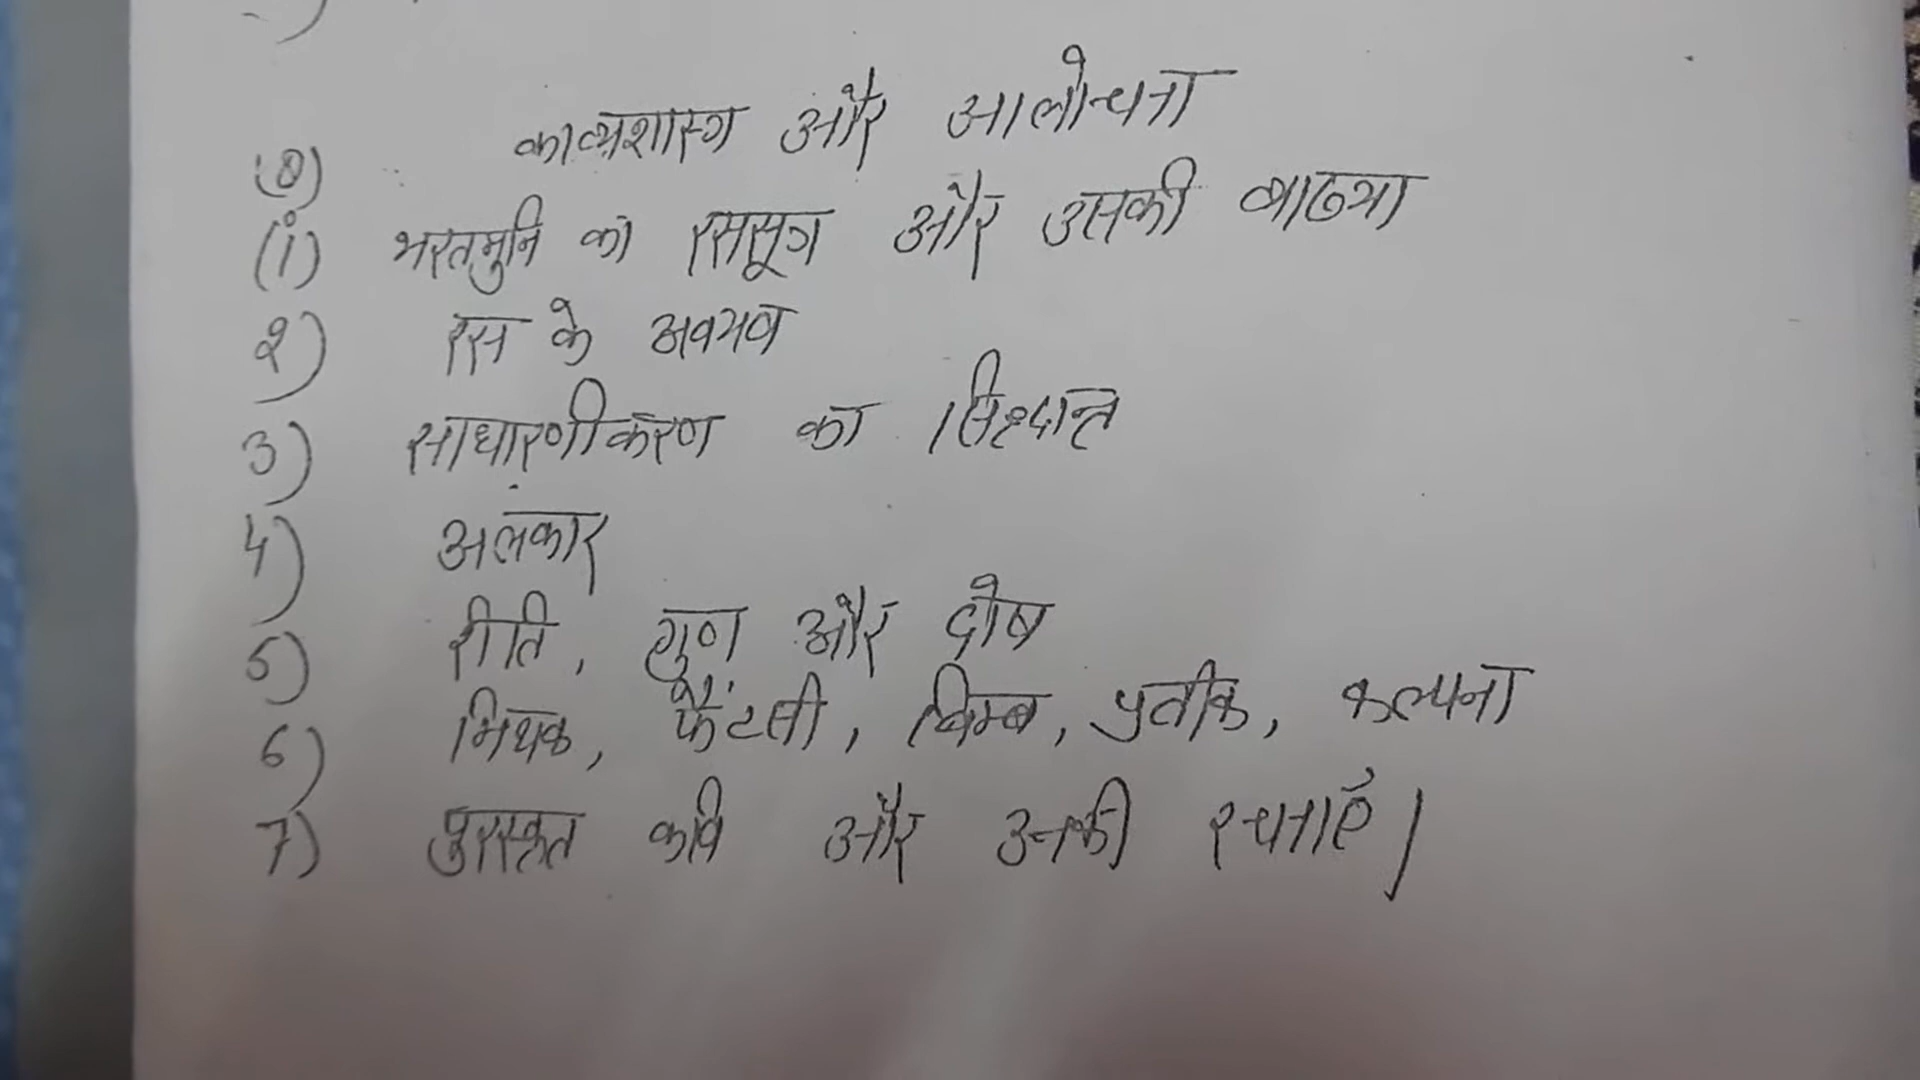 (8) काव्यशास्त्र और आलोचना
(i) भरतमुनि का रससूत्र और उसकी व्याख्या
2) रस के अवयव
3) साधारणीकरण का सिद्धान्त
4) अलंकार
5) रीति, गुण और दोष
6) मिथक, फैंटसी, बिम्ब, प्रतीक, कल्पना
7) पुरस्कृत कवि और उनकी रचनाएँ।